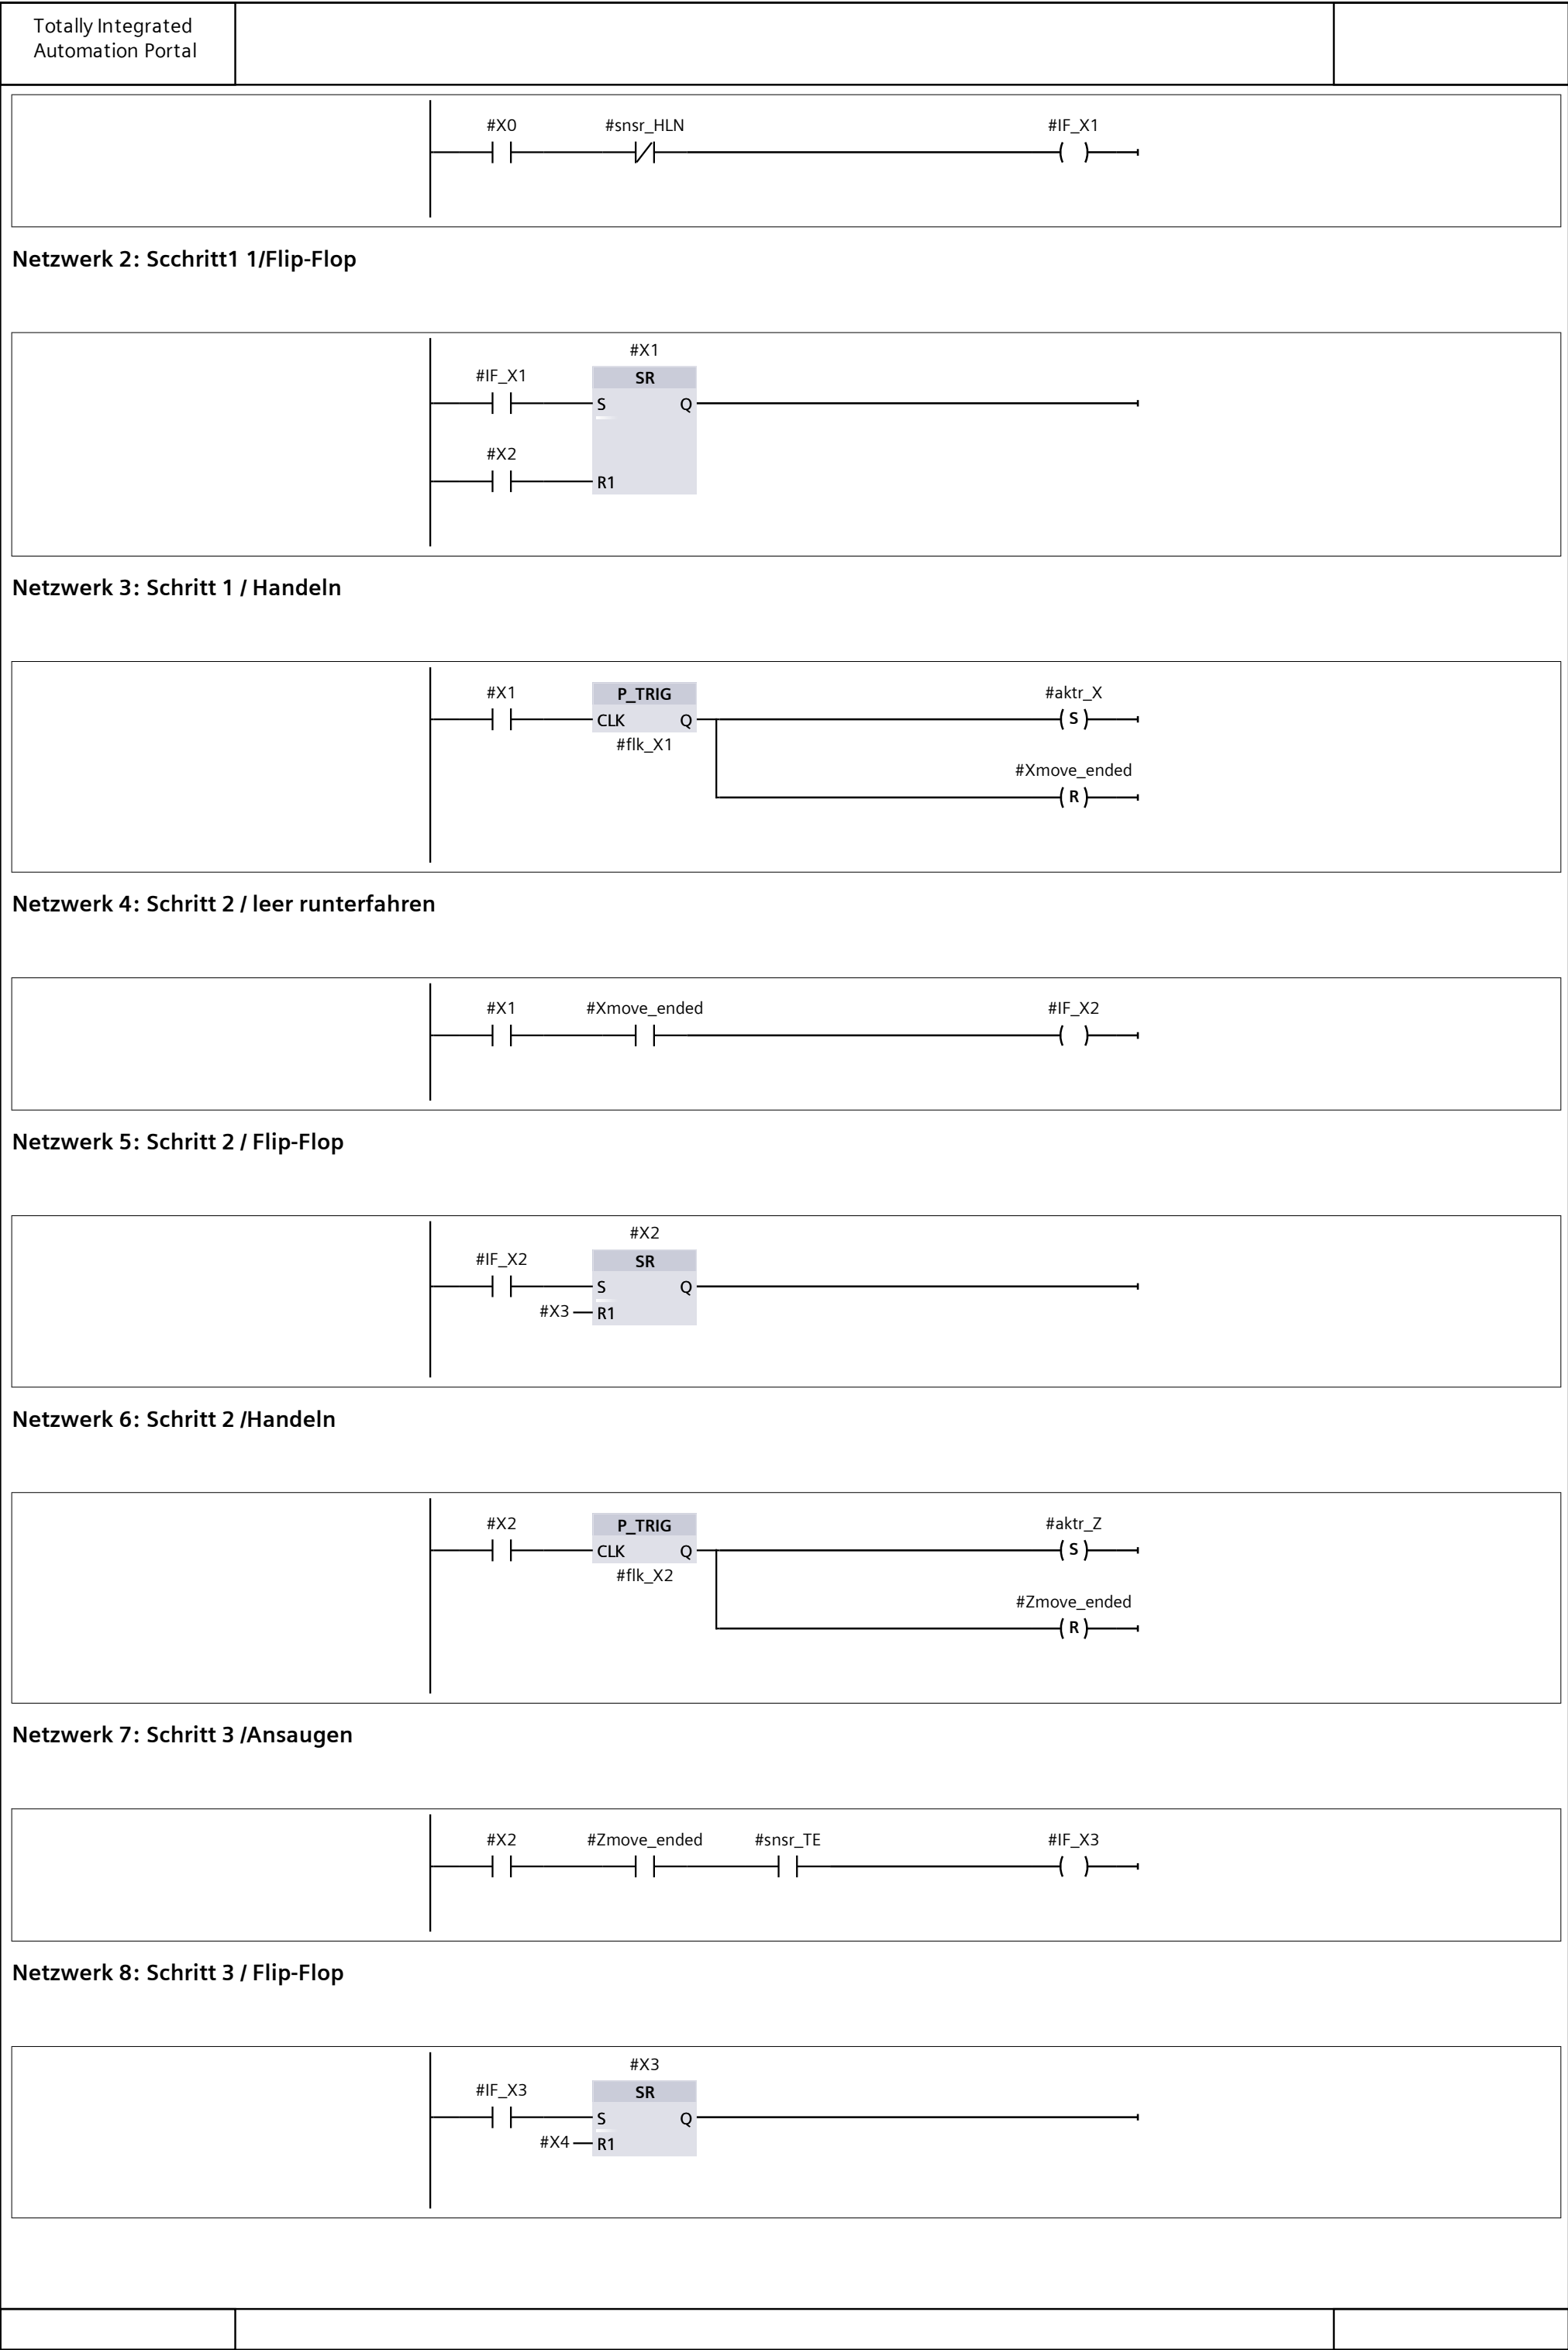 Totally Integrated
Automation Portal
#X0 #snsr_HLN #IF_X1
Netzwerk 2: Scchritt1 1/Flip-Flop
#X1
#IF_X1 SR
S Q
#X2
R1
Netzwerk 3: Schritt 1 / Handeln
#X1 P_TRIG #aktr_X
CLK Q S
#flk_X1
#Xmove_ended
R
Netzwerk 4: Schritt 2 / leer runterfahren
#X1 #Xmove_ended #IF_X2
Netzwerk 5: Schritt 2 / Flip-Flop
#X2
#IF_X2 SR
S Q
#X3 R1
Netzwerk 6: Schritt 2 /Handeln
#X2 P_TRIG #aktr_Z
CLK Q S
#flk_X2
#Zmove_ended
R
Netzwerk 7: Schritt 3 /Ansaugen
#X2 #Zmove_ended #snsr_TE #IF_X3
Netzwerk 8: Schritt 3 / Flip-Flop
#X3
#IF_X3 SR
S Q
#X4 R1